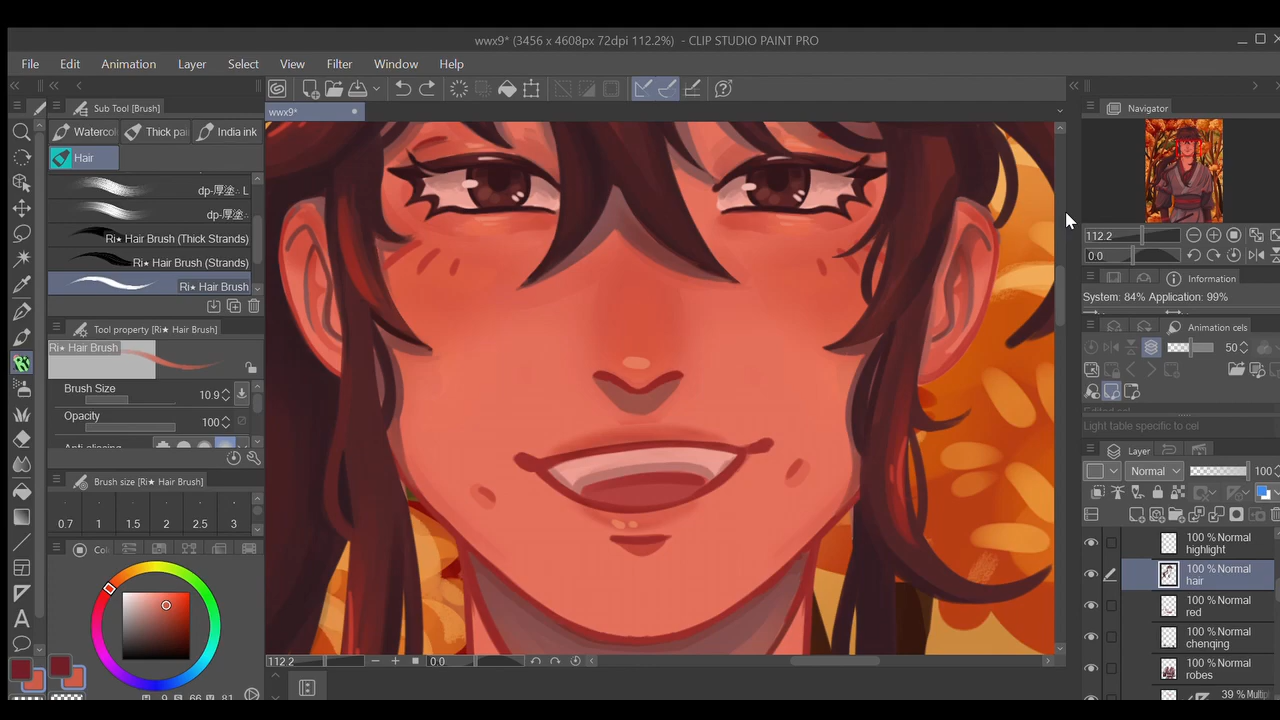 wwx9* (3456 x 4608px 72dpi 112.2%) - CLIP STUDIO PAINT PRO
File Edit Animation Layer Select View Filter Window Help
Sub Tool [Brush]
wwx9*
Navigator
Watercol
Thick pai
India ink
Hair
dp-厚塗:: L
dp-厚塗::
Ri★ Hair Brush (Thick Strands)
Ri★ Hair Brush (Strands)
Ri★ Hair Brush
Tool property [Ri★ Hair Brush]
Ri★ Hair Brush
Brush Size 10.9
Opacity 100
Brush size [Ri★ Hair Brush]
0.7 1 1.5 2 2.5 3
112.2
0.0
Information
System: 84% Application: 99%
Animation cels
50
Light table specific to cel
Layer
Normal 100
100 % Normal
highlight
100 % Normal
hair
100 % Normal
red
100 % Normal
chenqing
100 % Normal
robes
39 % Multipl
112.2 0.0